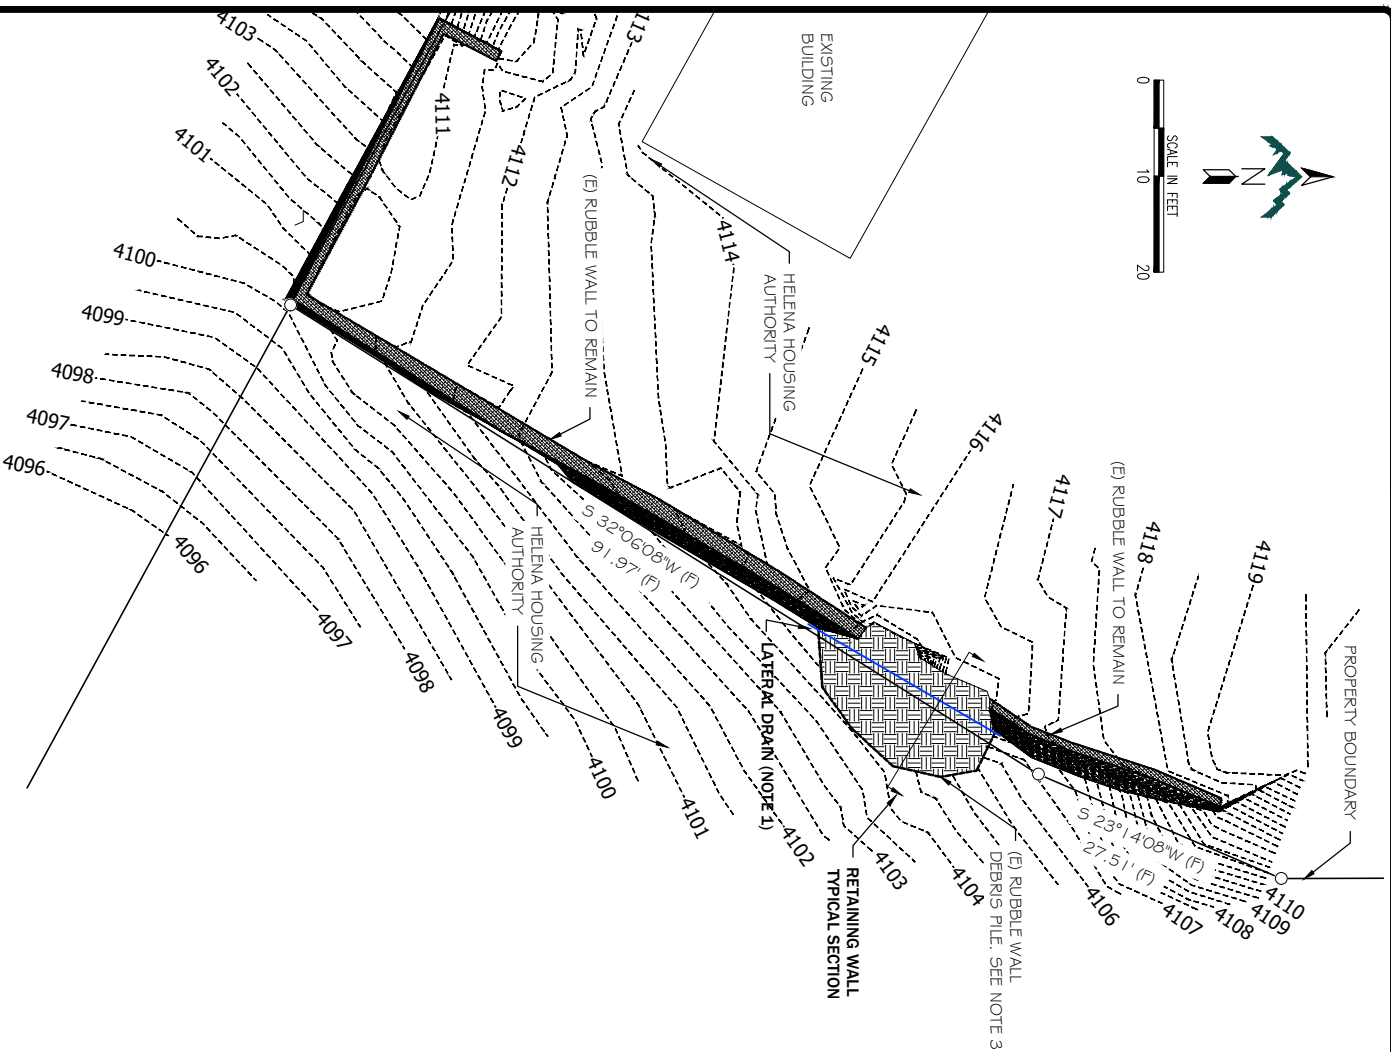 PROPERTY BOUNDARY
4119
4118
4117
4116
4115
4114
113
4112
4111
4103
4102
4101
4100
4099
4098
4097
4096
4096
4097
4098
4099
4100
4101
4102
4103
4104
4106
4107
4108
4109
4110
0
10
20
SCALE IN FEET
N
EXISTING
BUILDING
HELENA HOUSING
AUTHORITY
(E) RUBBLE WALL TO REMAIN
(E) RUBBLE WALL TO REMAIN
S 32°06'08"W (F)
91.97' (F)
S 23°14'08"W (F)
27.51' (F)
HELENA HOUSING
AUTHORITY
LATERAL DRAIN (NOTE 1)
(E) RUBBLE WALL
DEBRIS PILE. SEE NOTE 3
RETAINING WALL
TYPICAL SECTION